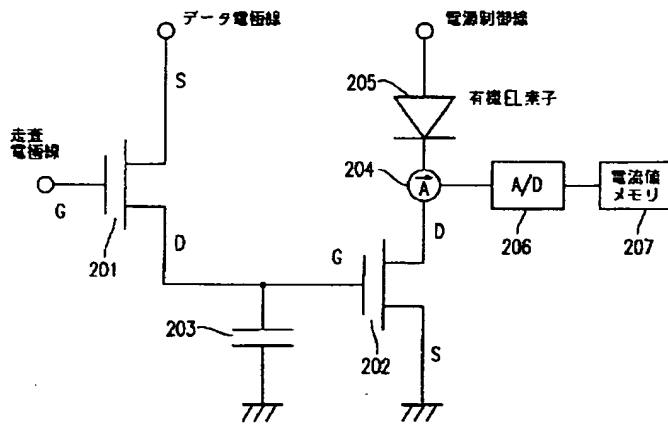 データ電極線
電源制御線
S
205
有機EL素子
走査
電極線
204
A
A/D
電流値
メモリ
G
D
206
207
201
D
G
203
202
S